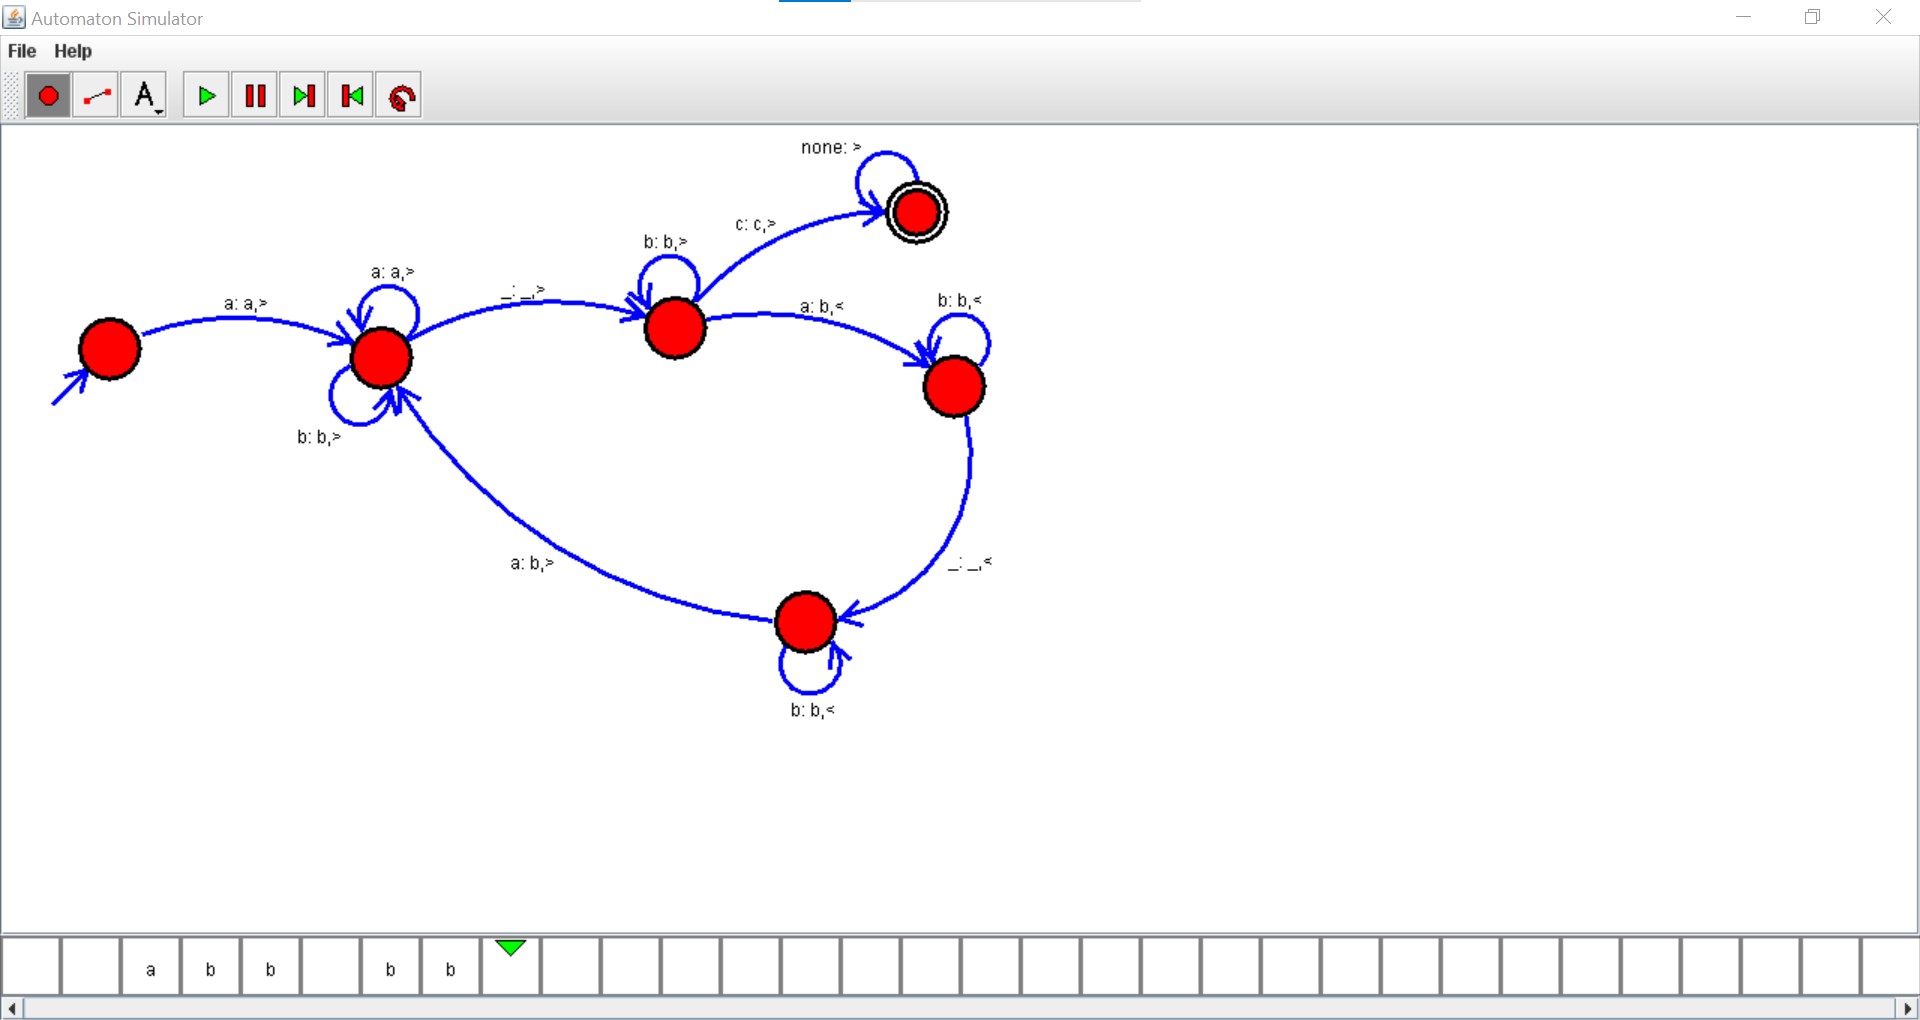 Automaton Simulator
File Help
A
none: >
c: c,>
b: b,>
a: a,>
_: _,>
b: b,<
a: a,>
a: b,<
b: b,>
a: b,>
_: _,<
b: b,<
a b b b b